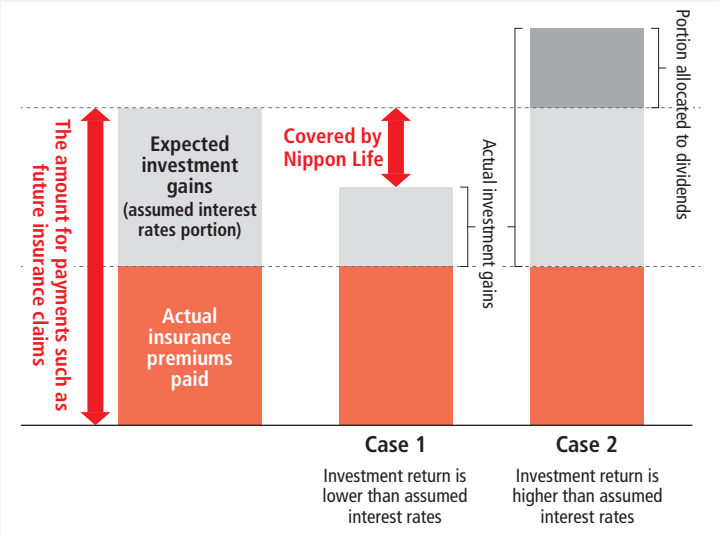 The amount for payments such as
future insurance claims
Expected
investment
gains
(assumed interest
rates portion)
Actual
insurance
premiums
paid
Covered by
Nippon Life
Actual investment gains
Portion allocated to dividends
Case 1
Investment return is
lower than assumed
interest rates
Case 2
Investment return is
higher than assumed
interest rates